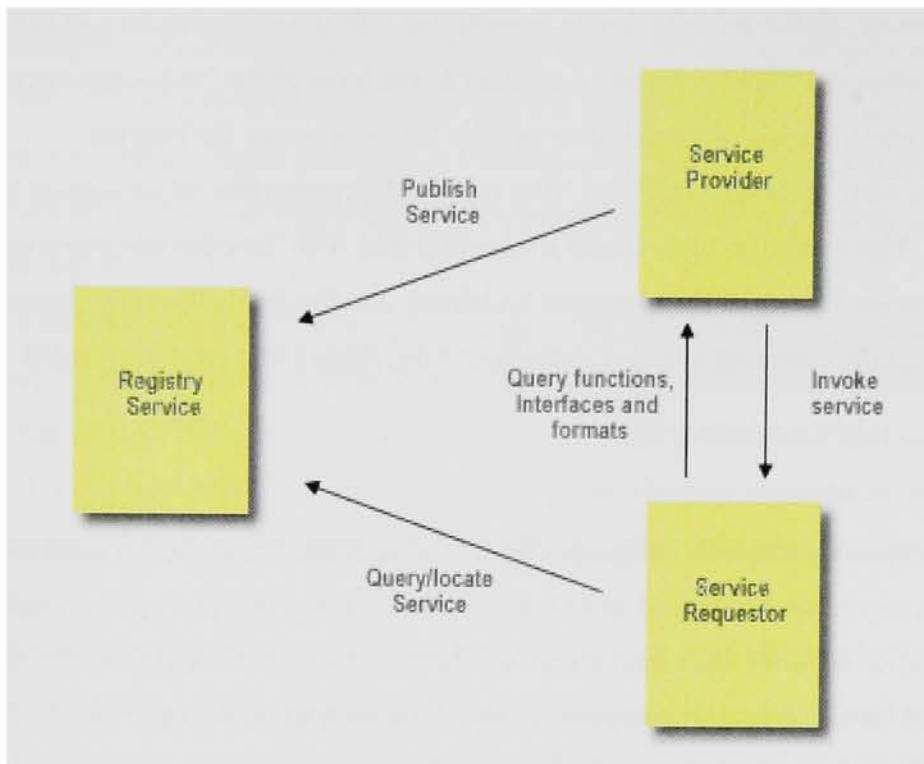 Service
Provider
Publish
Service
Registry
Service
Query functions,
Interfaces and
formats
Invoke
service
Query/locate
Service
Service
Requestor